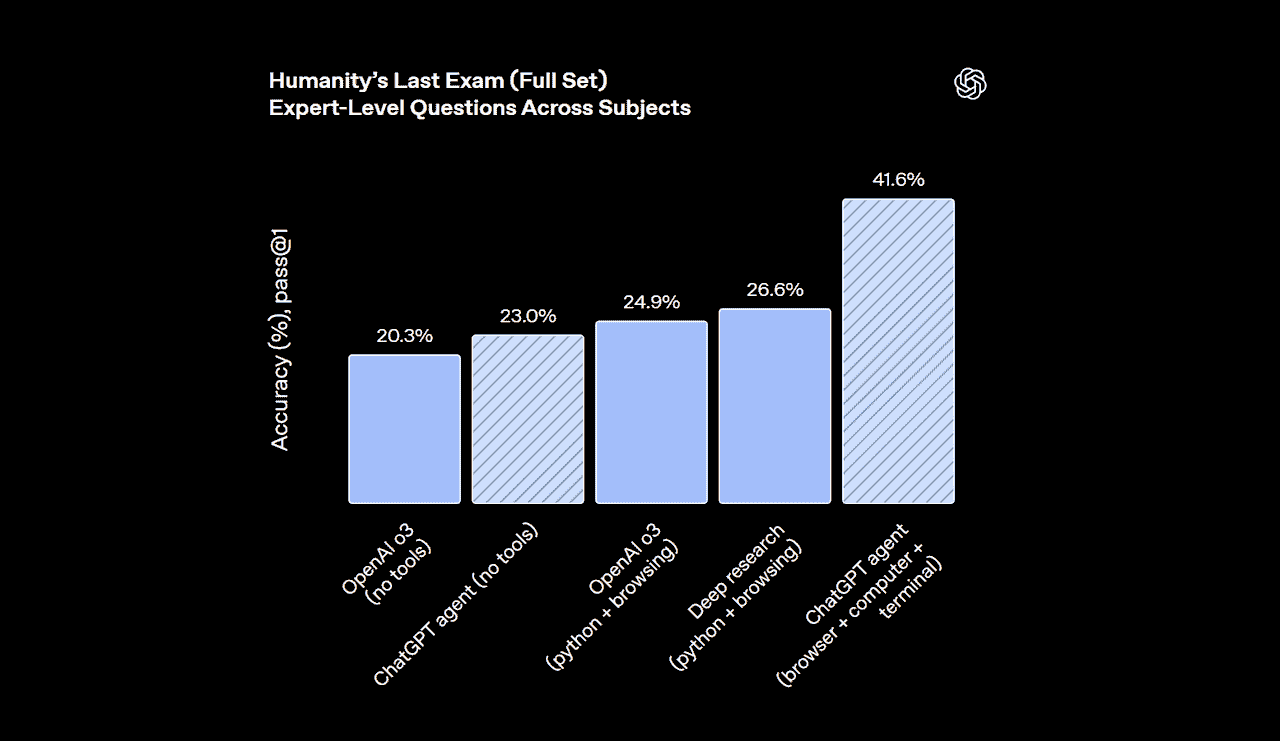 Humanity’s Last Exam (Full Set)
Expert-Level Questions Across Subjects
Accuracy (%), pass@1
20.3%
23.0%
24.9%
26.6%
41.6%
OpenAI o3
(no tools)
ChatGPT agent (no tools)
OpenAI o3
(python + browsing)
Deep research
(python + browsing)
ChatGPT agent
(browser + computer +
terminal)